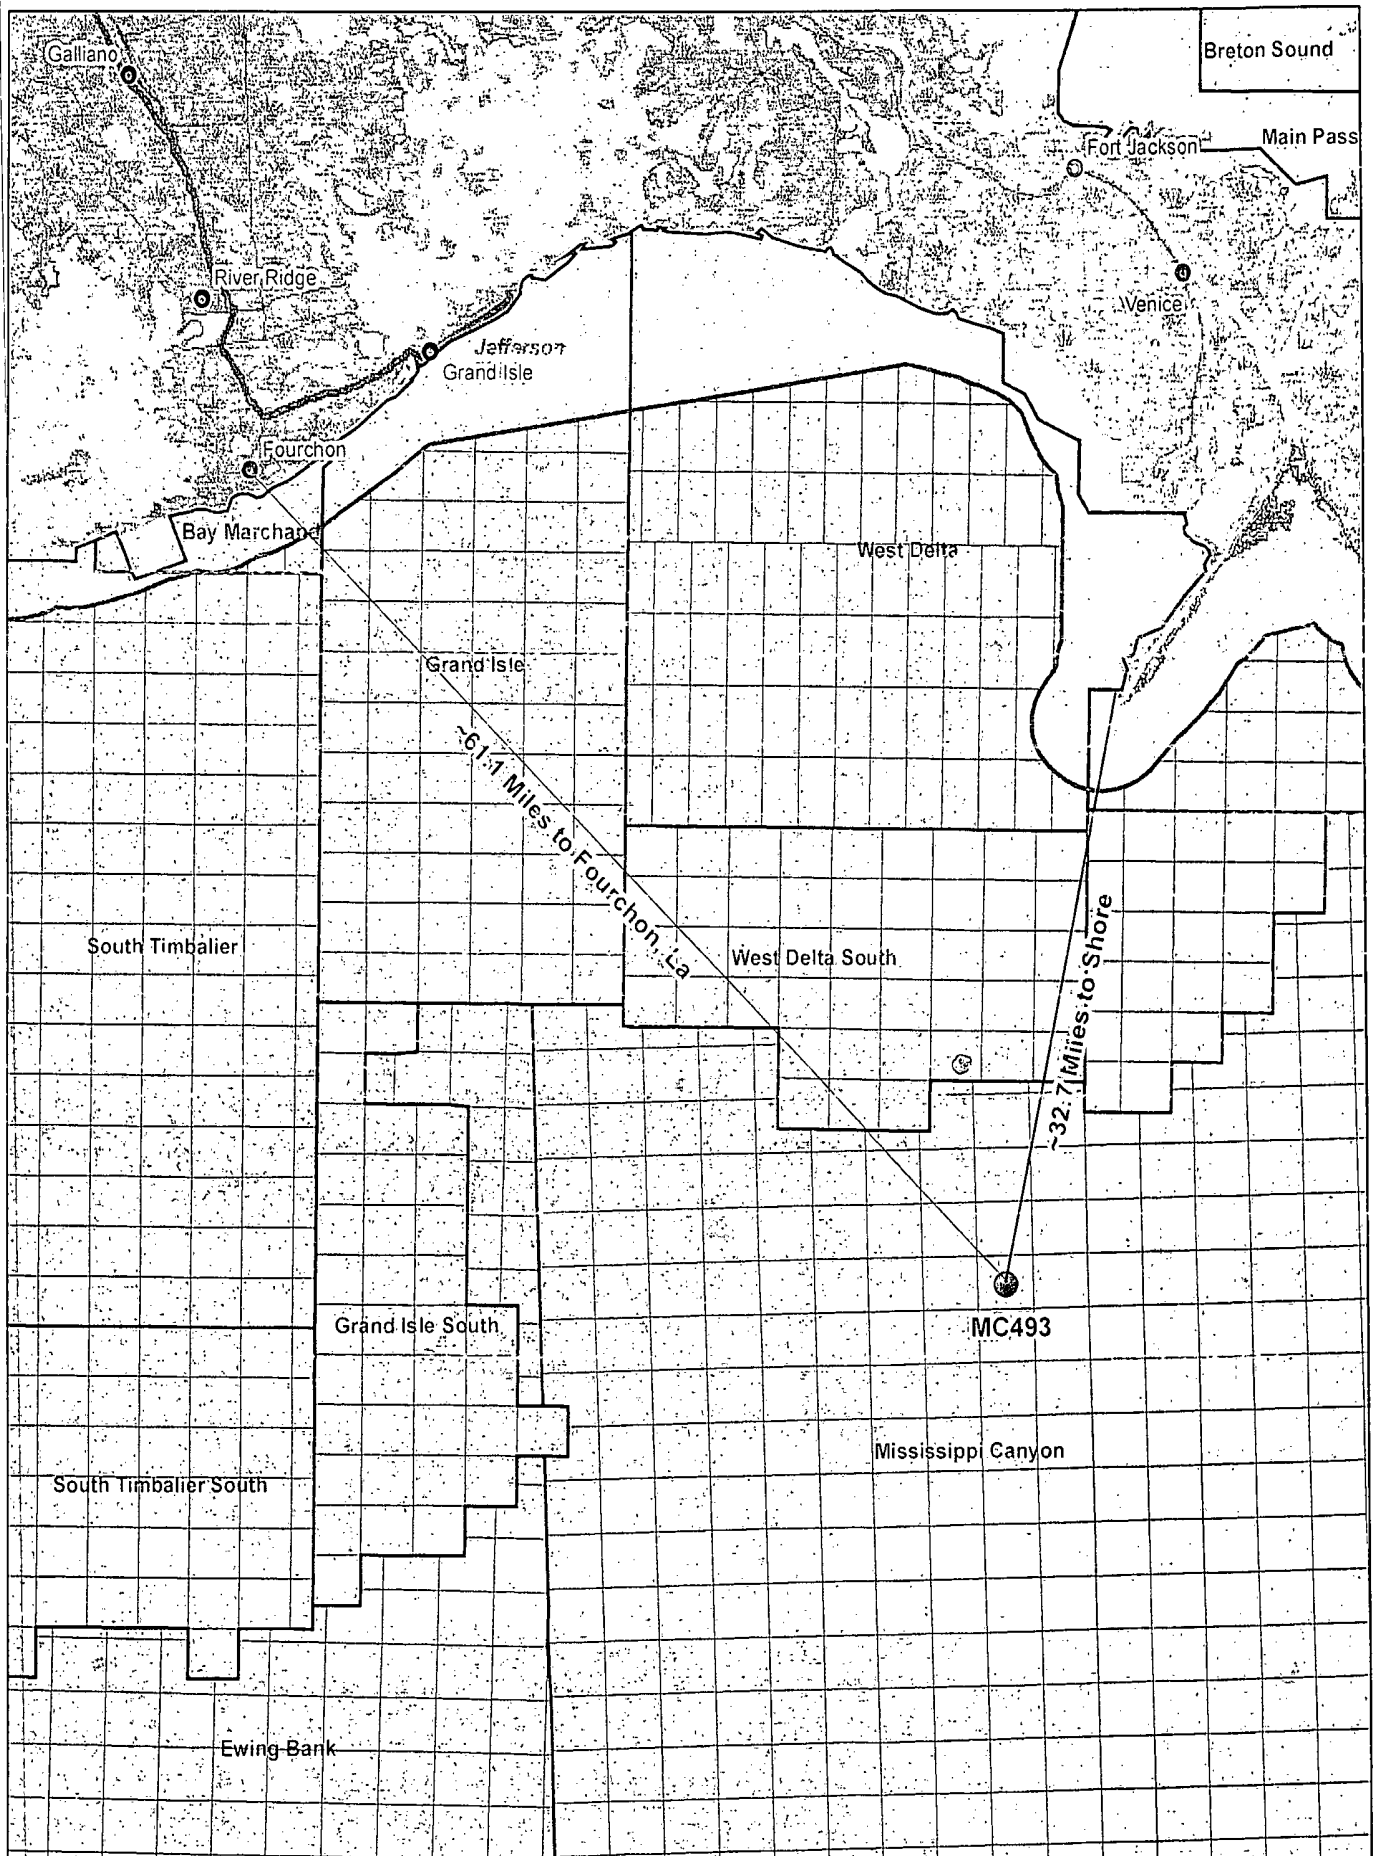 Galliano
Breton Sound
Main Pass
Fort Jackson
River Ridge
Venice
Jefferson
Grand Isle
Fourchon
Bay Marchand
West Delta
Grand Isle
~61.1 Miles to Fourchon, La
South Timbalier
West Delta South
~32.7 Miles to Shore
MC493
Grand Isle South
Mississippi Canyon
South Timbalier South
Ewing Bank